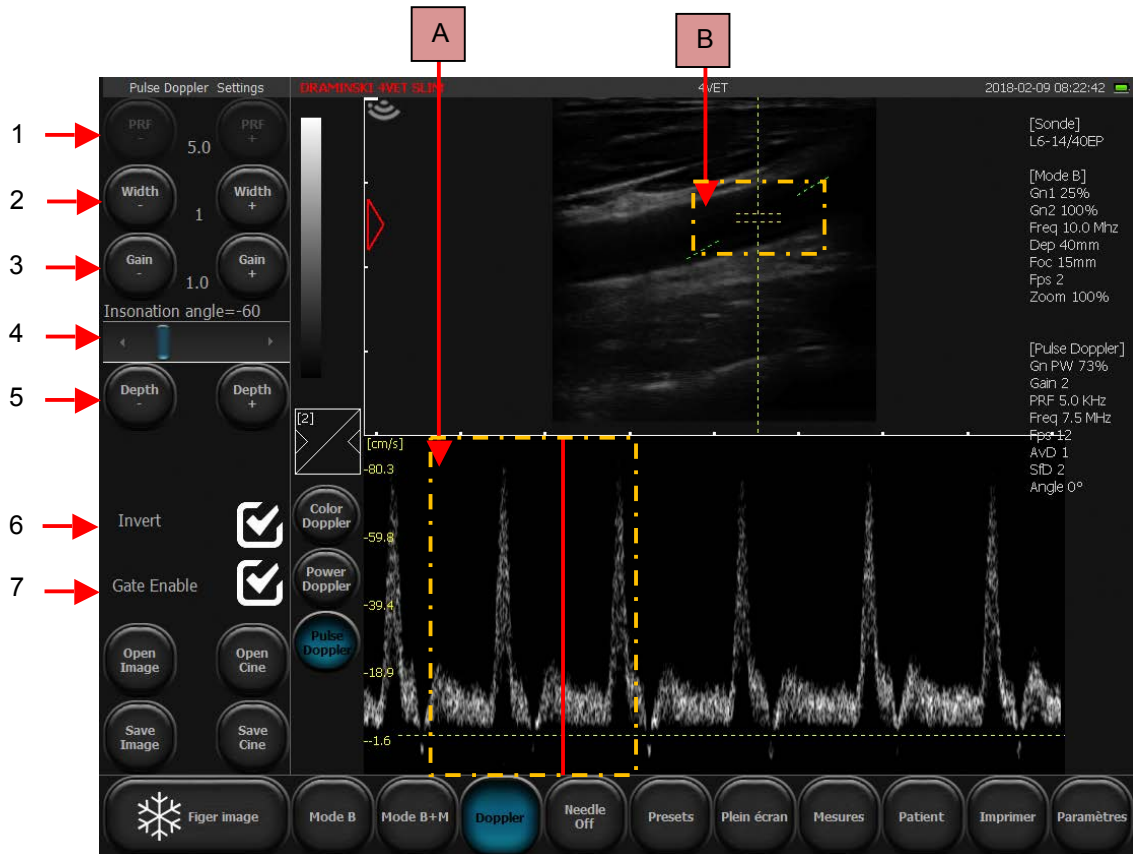 A
B
1
2
3
4
5
6
7
Pulse Doppler Settings
DRAMINSKI 4VET SLIM
4VET
2018-02-09 08:22:42
PRF
-
5.0
PRF
+
Width
-
1
Width
+
Gain
-
1.0
Gain
+
Insonation angle=-60
Depth
-
Depth
+
Invert
Gate Enable
Open
Image
Open
Cine
Save
Image
Save
Cine
[2]
Color
Doppler
Power
Doppler
Pulse
Doppler
[cm/s]
-80.3
-59.8
-39.4
-18.9
--1.6
[Sonde]
L6-14/40EP
[Mode B]
Gn1 25%
Gn2 100%
Freq 10.0 Mhz
Dep 40mm
Foc 15mm
Fps 2
Zoom 100%
[Pulse Doppler]
Gn PW 73%
Gain 2
PRF 5.0 KHz
Freq 7.5 MHz
Fps 12
AvD 1
SfD 2
Angle 0°
Figer image
Mode B
Mode B+M
Doppler
Needle
Off
Presets
Plein écran
Mesures
Patient
Imprimer
Paramètres